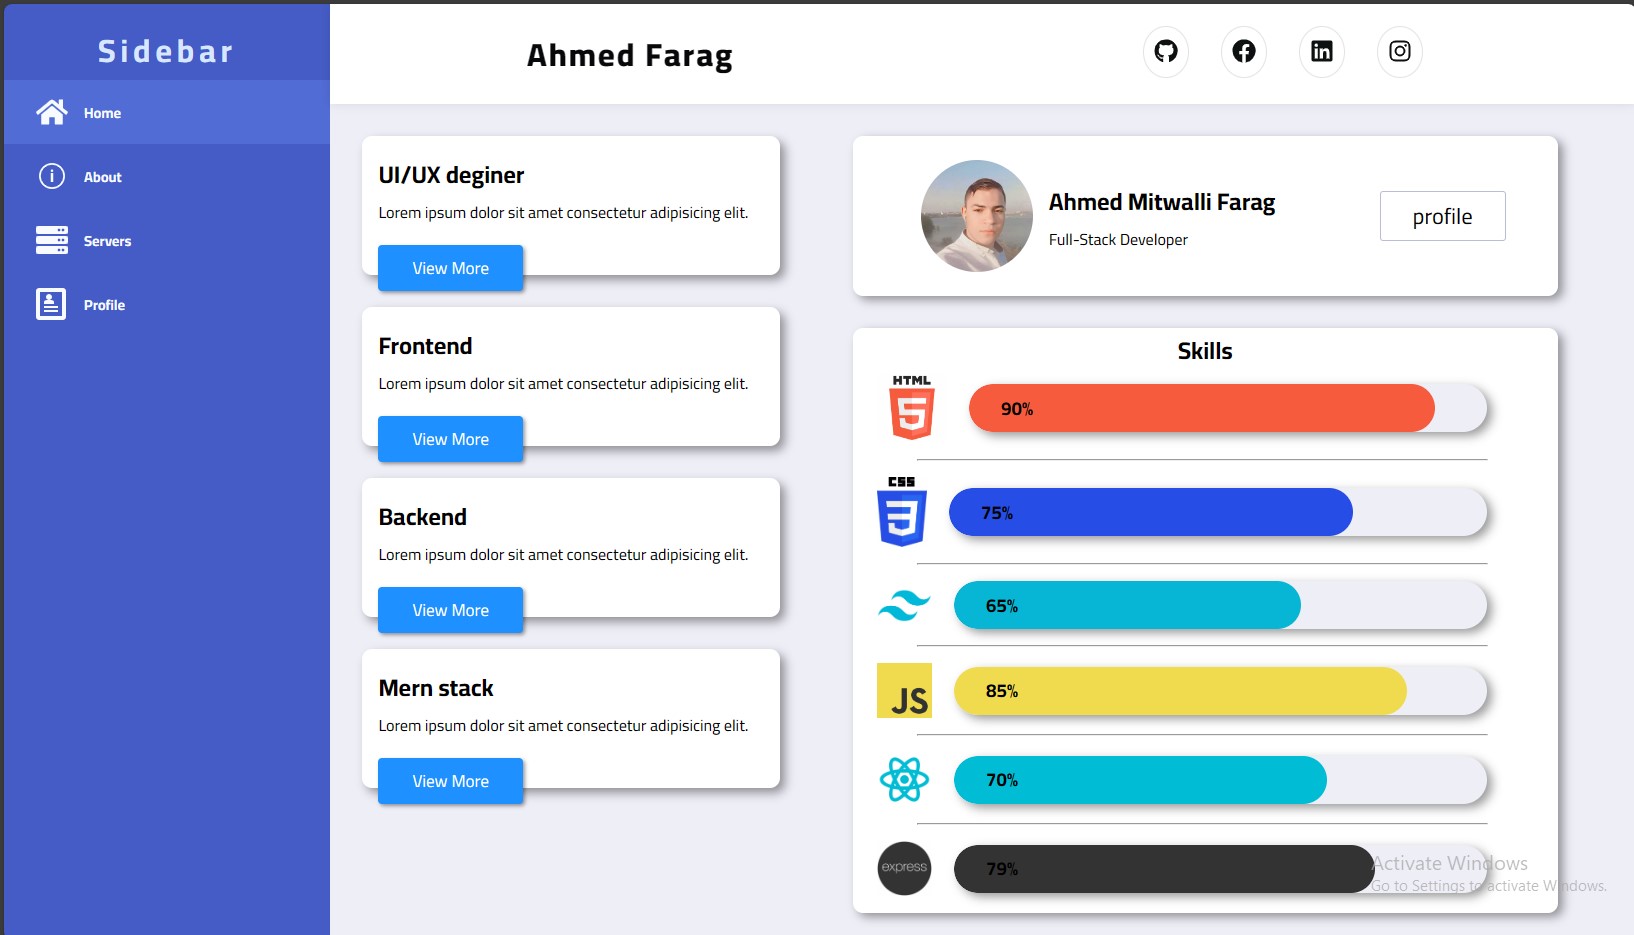 Sidebar
Home
About
Servers
Profile
Ahmed Farag
UI/UX deginer
Lorem ipsum dolor sit amet consectetur adipisicing elit.
View More
Frontend
Lorem ipsum dolor sit amet consectetur adipisicing elit.
View More
Backend
Lorem ipsum dolor sit amet consectetur adipisicing elit.
View More
Mern stack
Lorem ipsum dolor sit amet consectetur adipisicing elit.
View More
Ahmed Mitwalli Farag
Full-Stack Developer
profile
Skills
HTML
5
90%
CSS
3
75%
65%
JS
85%
70%
express
79%
Activate Windows
Go to Settings to activate Windows.